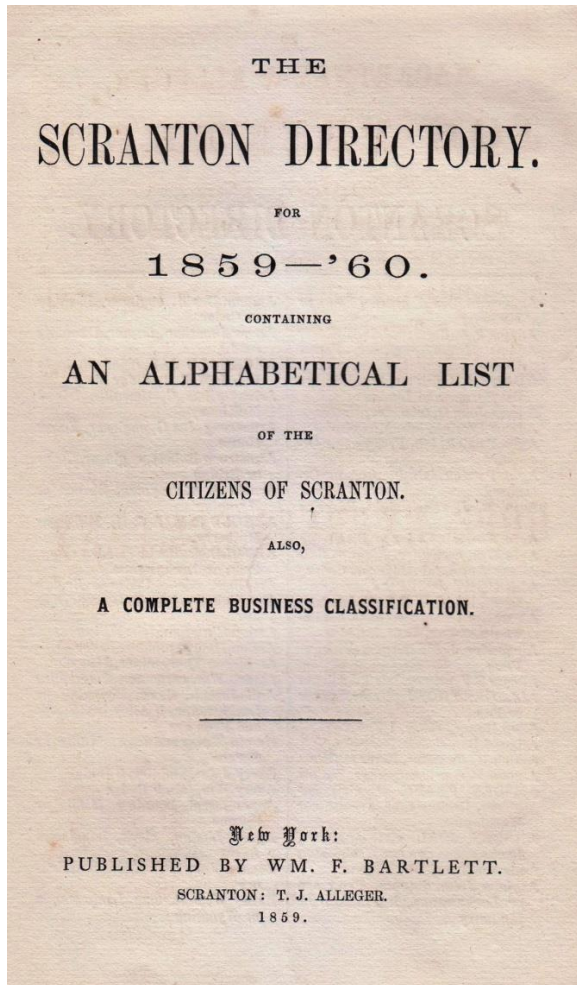 THE
SCRANTON DIRECTORY.
FOR
1859—'60.
CONTAINING
AN ALPHABETICAL LIST
OF THE
CITIZENS OF SCRANTON.
ALSO,
A COMPLETE BUSINESS CLASSIFICATION.
New York:
PUBLISHED BY WM. F. BARTLETT.
SCRANTON: T. J. ALLEGER.
1859.